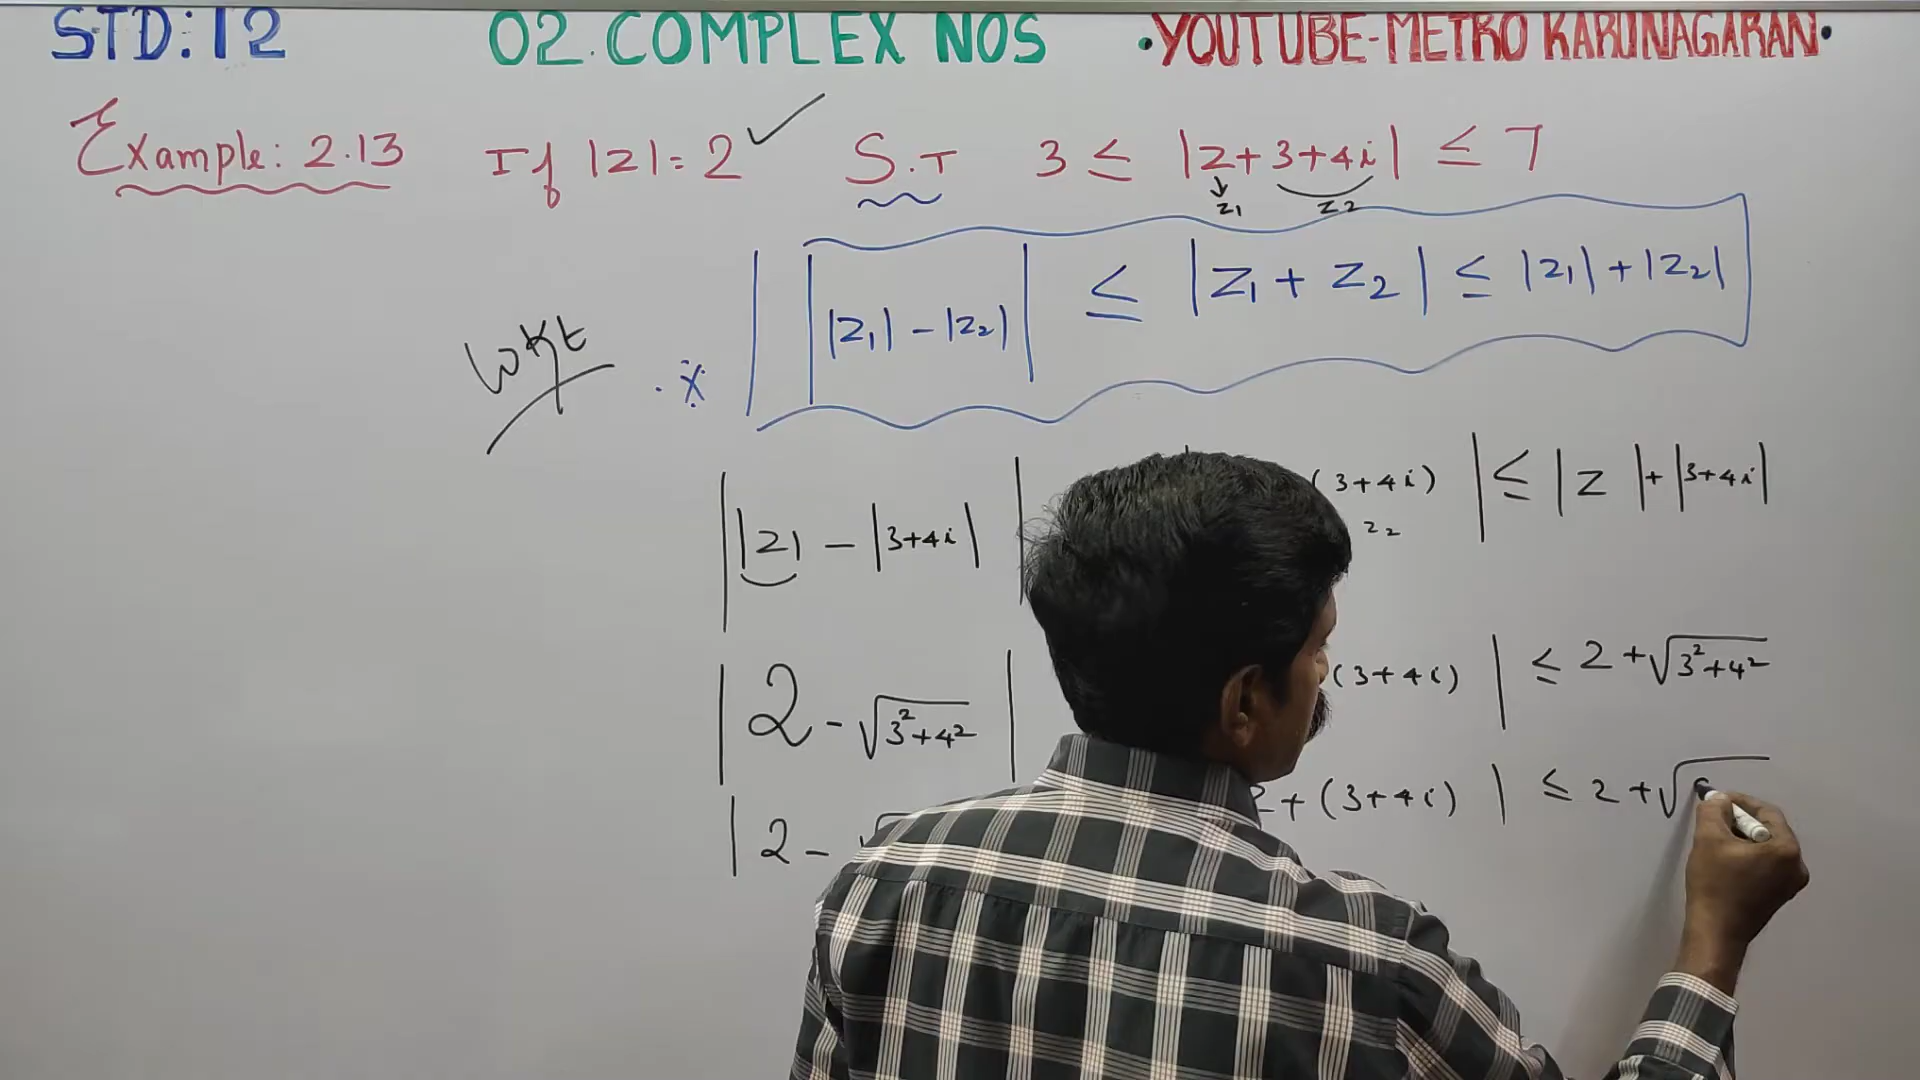 STD:12 02. COMPLEX NOS •YOUTUBE-METRO KARUNAGARAN•
Example: 2.13 If |z| = 2 S.T 3 ≤ |z+3+4i| ≤ 7
z₁ z₂
| ||z₁| - |z₂|| ≤ |z₁ + z₂| ≤ |z₁| + |z₂|
WKT
||z| - |3+4i|| (3+4i)| ≤ |z| + |3+4i|
z₂
|2 - √3²+4²| (3+4i)| ≤ 2 + √3²+4²
|2 - √ + (3+4i)| ≤ 2 + √